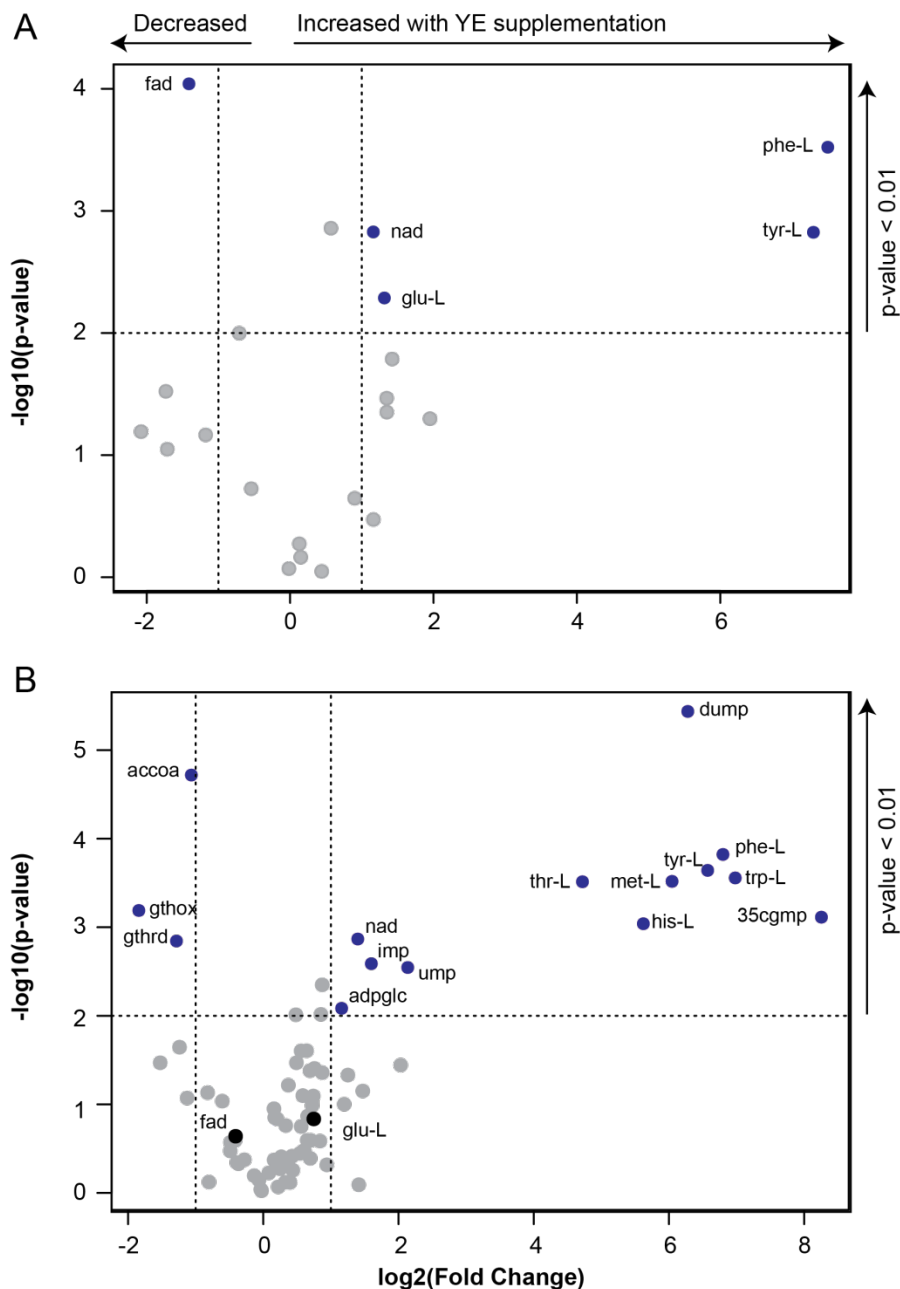 A
Decreased
Increased with YE supplementation
4
fad
phe-L
3
nad
tyr-L
glu-L
2
1
0
-log10(p-value)
p-value < 0.01
-2
0
2
4
6
B
dump
5
accoa
4
phe-L
tyr-L
thr-L
met-L
trp-L
gthox
35cgmp
3
his-L
nad
gthrd
imp
ump
adpglc
2
1
fad
glu-L
0
-log10(p-value)
p-value < 0.01
-2
0
2
4
6
8
log2(Fold Change)